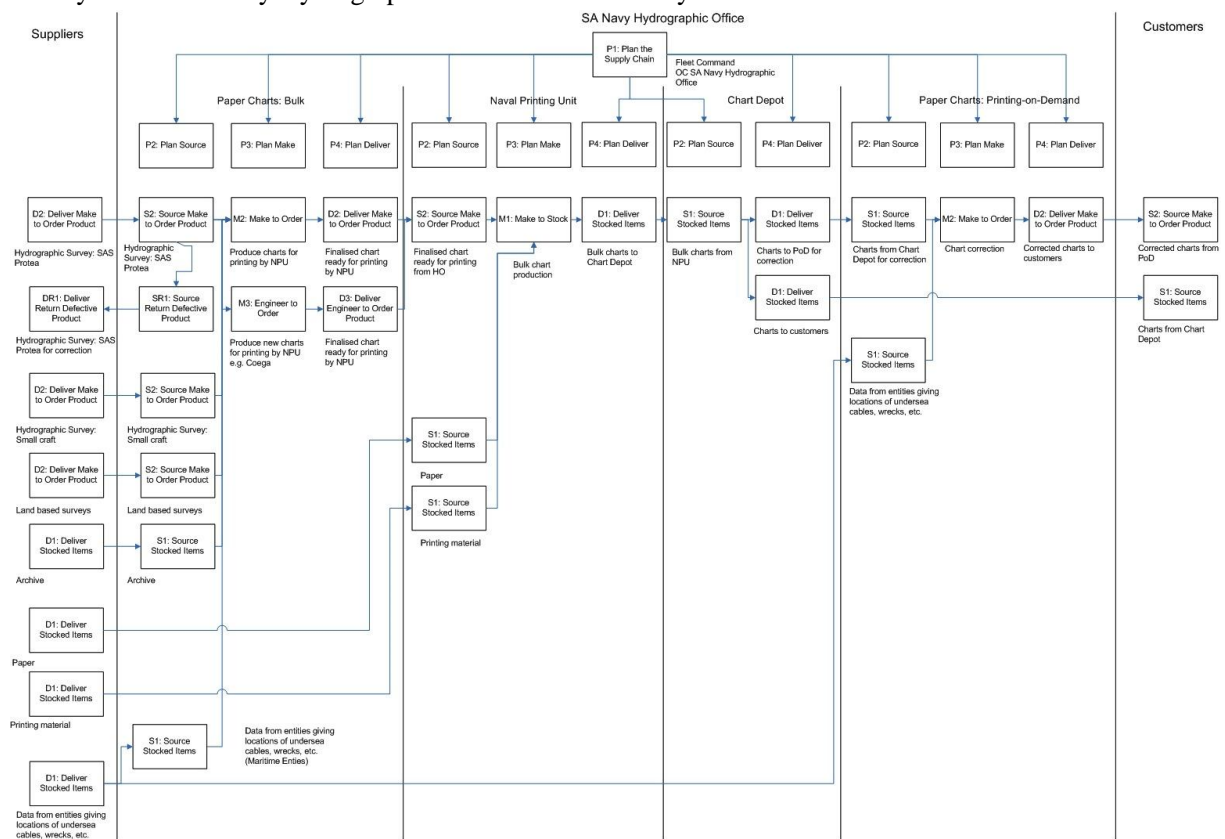 SA Navy Hydrographic Office
Suppliers
Customers
P1: Plan the
Supply Chain
Fleet Command
OC SA Navy Hydrographic
Office
Paper Charts: Bulk
Naval Printing Unit
Chart Depot
Paper Charts: Printing-on-Demand
P2: Plan Source
P3: Plan Make
P4: Plan Deliver
P2: Plan Source
P3: Plan Make
P4: Plan Deliver
P2: Plan Source
P4: Plan Deliver
P2: Plan Source
P3: Plan Make
P4: Plan Deliver
D2: Deliver Make
to Order Product
Hydrographic Survey: SAS
Protea
S2: Source Make
to Order Product
Hydrographic
Survey: SAS
Protea
M2: Make to Order
Produce charts for
printing by NPU
D2: Deliver Make
to Order Product
Finalised chart
ready for printing
by NPU
S2: Source Make
to Order Product
Finalised chart
ready for printing
from HO
M1: Make to Stock
Bulk chart
production
D1: Deliver
Stocked Items
Bulk charts to
Chart Depot
S1: Source
Stocked Items
Bulk charts from
NPU
D1: Deliver
Stocked Items
Charts to PoD for
correction
S1: Source
Stocked Items
Charts from Chart
Depot for correction
M2: Make to Order
Chart correction
D2: Deliver Make
to Order Product
Corrected charts to
customers
S2: Source Make
to Order Product
Corrected charts from
PoD
DR1: Deliver
Return Defective
Product
Hydrographic Survey: SAS
Protea for correction
SR1: Source
Return Defective
Product
M3: Engineer to
Order
Produce new charts
for printing by NPU
e.g. Coega
D3: Deliver
Engineer to Order
Product
Finalised chart
ready for printing
by NPU
D1: Deliver
Stocked Items
Charts to customers
S1: Source
Stocked Items
Charts from Chart
Depot
S1: Source
Stocked Items
Data from entities giving
locations of undersea
cables, wrecks, etc.
D2: Deliver Make
to Order Product
Hydrographic Survey:
Small craft
S2: Source Make
to Order Product
Hydrographic Survey:
Small craft
D2: Deliver Make
to Order Product
Land based surveys
S2: Source Make
to Order Product
Land based surveys
S1: Source
Stocked Items
Paper
S1: Source
Stocked Items
Printing material
D1: Deliver
Stocked Items
Archive
S1: Source
Stocked Items
Archive
D1: Deliver
Stocked Items
Paper
D1: Deliver
Stocked Items
Printing material
S1: Source
Stocked Items
Data from entities giving
locations of undersea
cables, wrecks, etc.
(Maritime Enties)
D1: Deliver
Stocked Items
Data from entities giving
locations of undersea
cables, wrecks, etc.